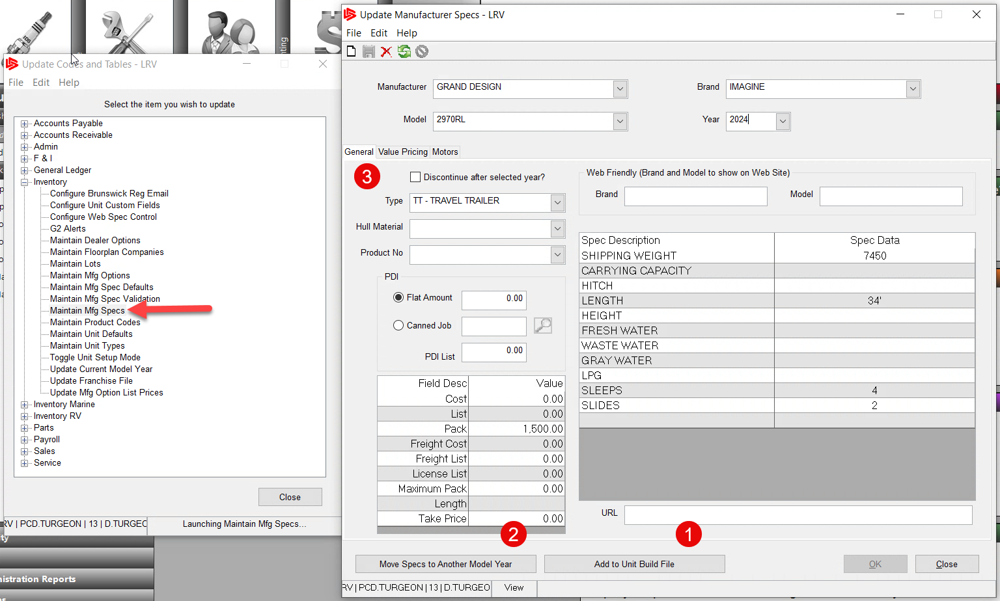 IDS
nting
Update Codes and Tables - LRV
File Edit Help
Select the item you wish to update
Accounts Payable
Accounts Receivable
Admin
F & I
General Ledger
Inventory
Configure Brunswick Reg Email
Configure Unit Custom Fields
Configure Web Spec Control
G2 Alerts
Maintain Dealer Options
Maintain Floorplan Companies
Maintain Lots
Maintain Mfg Options
Maintain Mfg Spec Defaults
Maintain Mfg Spec Validation
Maintain Mfg Specs
Maintain Product Codes
Maintain Unit Defaults
Maintain Unit Types
Toggle Unit Setup Mode
Update Current Model Year
Update Franchise File
Update Mfg Option List Prices
Inventory Marine
Inventory RV
Parts
Payroll
Sales
Service
Close
RV | PCD.TURGEON | 13 | D.TURGEC
Launching Maintain Mfg Specs...
ty
nistration Reports
Update Manufacturer Specs - LRV
File Edit Help
Manufacturer GRAND DESIGN Brand IMAGINE
Model 2970RL Year 2024
General Value Pricing Motors
3
Discontinue after selected year?
Type TT - TRAVEL TRAILER
Hull Material
Product No
PDI
Flat Amount 0.00
Canned Job
PDI List 0.00
Field Desc Value
Cost 0.00
List 0.00
Pack 1,500.00
Freight Cost 0.00
Freight List 0.00
License List 0.00
Maximum Pack 0.00
Length
Take Price 0.00
Web Friendly (Brand and Model to show on Web Site)
Brand Model
Spec Description Spec Data
SHIPPING WEIGHT 7450
CARRYING CAPACITY
HITCH
LENGTH 34'
HEIGHT
FRESH WATER
WASTE WATER
GRAY WATER
LPG
SLEEPS 4
SLIDES 2
URL
2
1
Move Specs to Another Model Year
Add to Unit Build File
OK
Close
RV | PCD.TURGEON | 13 | D.TURGEO
View